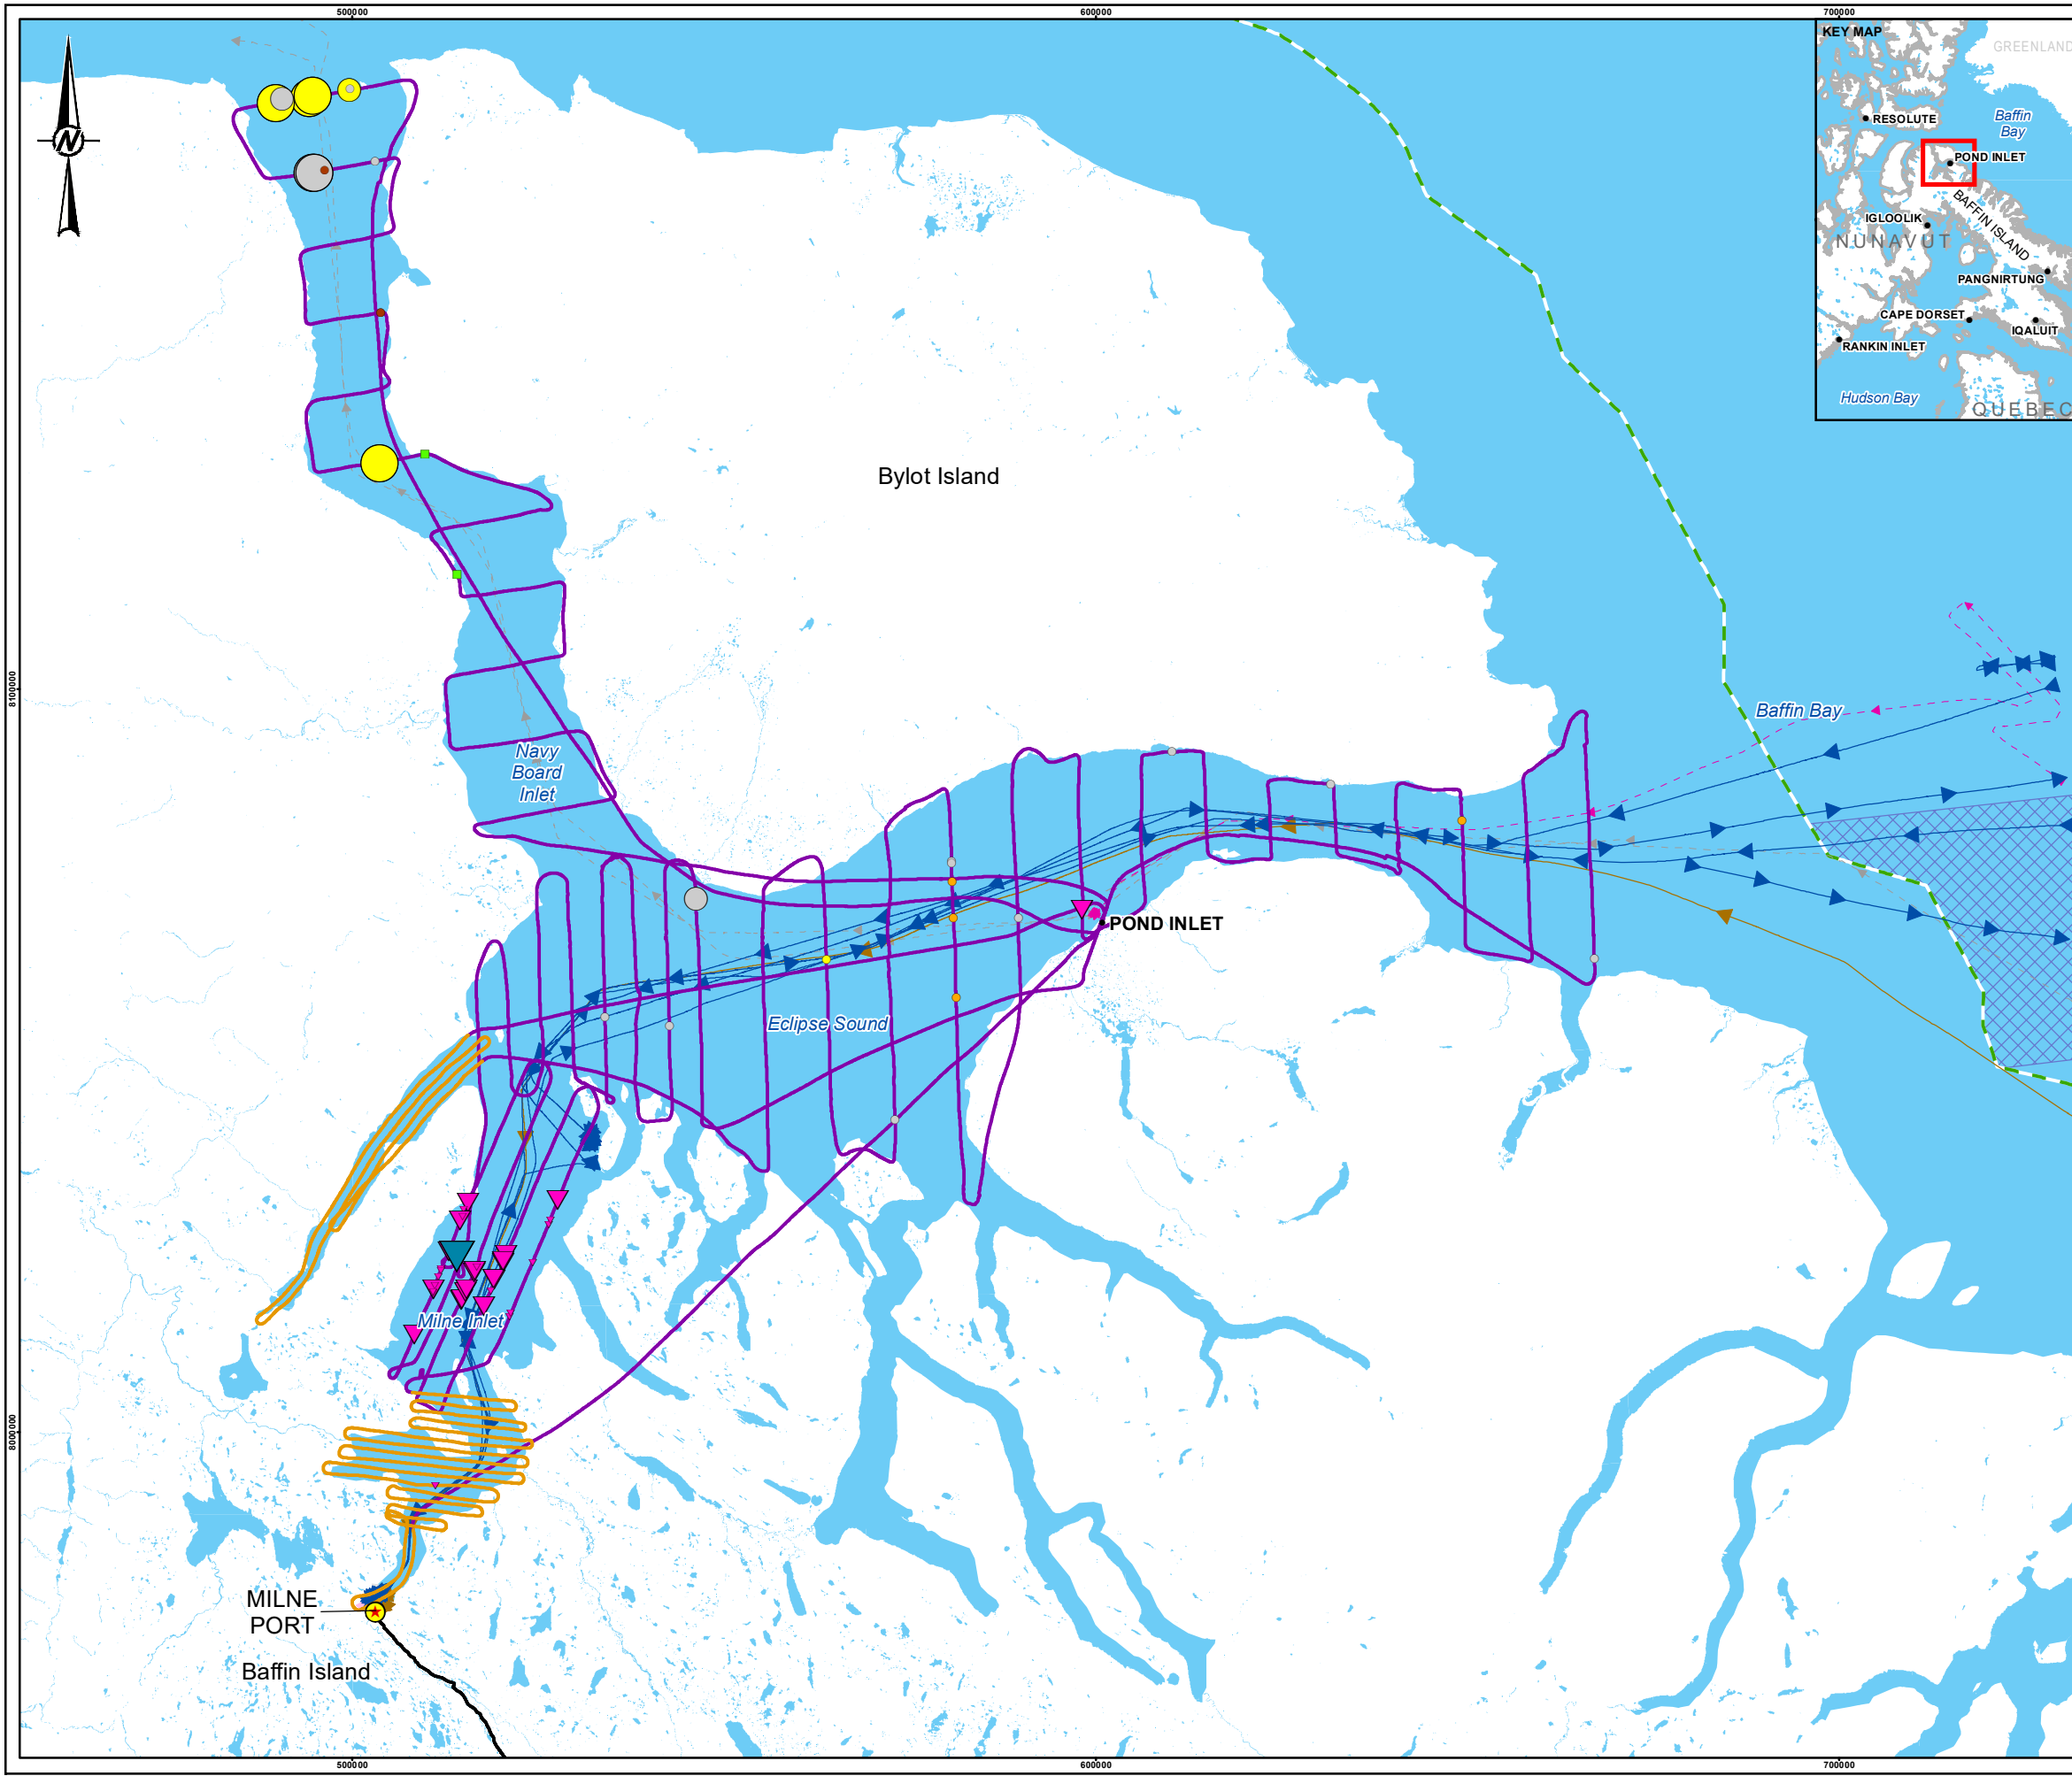 500000
600000
700000
KEY MAP
GREENLAND
Baffin
Bay
RESOLUTE
POND INLET
BAFFIN ISLAND
IGLOOLIK
NUNAVUT
PANGNIRTUNG
CAPE DORSET
IQALUIT
RANKIN INLET
Hudson Bay
QUEBEC
N
Bylot Island
8100000
Baffin Bay
Navy
Board
Inlet
POND INLET
Eclipse Sound
Milne Inlet
8000000
MILNE
PORT
Baffin Island
500000
600000
700000